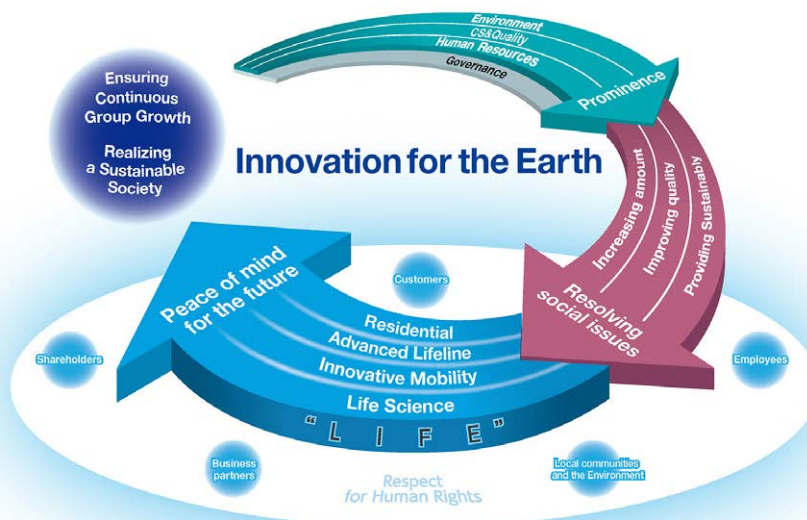 Environment
CS&Quality
Human Resources
Governance
Prominence
Ensuring
Continuous
Group Growth
Realizing
a Sustainable
Society
Innovation for the Earth
Increasing amount
Improving quality
Providing Sustainaby
Resolving
social issues
Peace of mind
for the future
Customers
Residential
Advanced Lifeline
Innovative Mobility
Life Science
"LIFE"
Shareholders
Employees
Business
partners
Local communities
and the Environment
Respect
for Human Rights